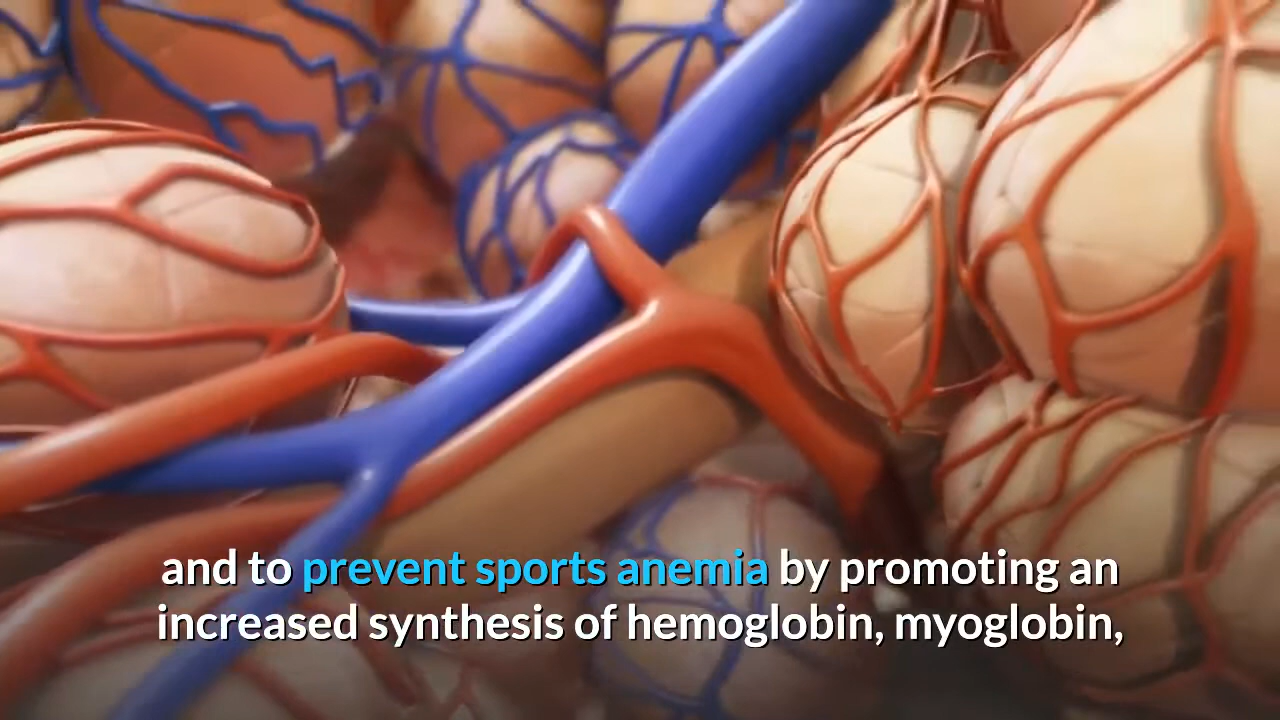 and to prevent sports anemia by promoting an
increased synthesis of hemoglobin, myoglobin,